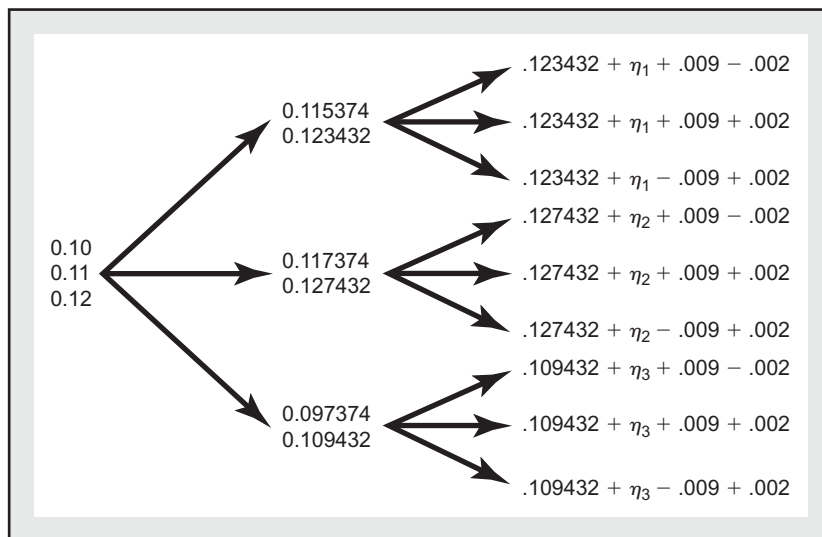 .123432 + η₁ + .009 − .002
0.115374
0.123432
.123432 + η₁ + .009 + .002
.123432 + η₁ − .009 + .002
0.10
0.11
0.12
0.117374
0.127432
.127432 + η₂ + .009 − .002
.127432 + η₂ + .009 + .002
.127432 + η₂ − .009 + .002
0.097374
0.109432
.109432 + η₃ + .009 − .002
.109432 + η₃ + .009 + .002
.109432 + η₃ − .009 + .002